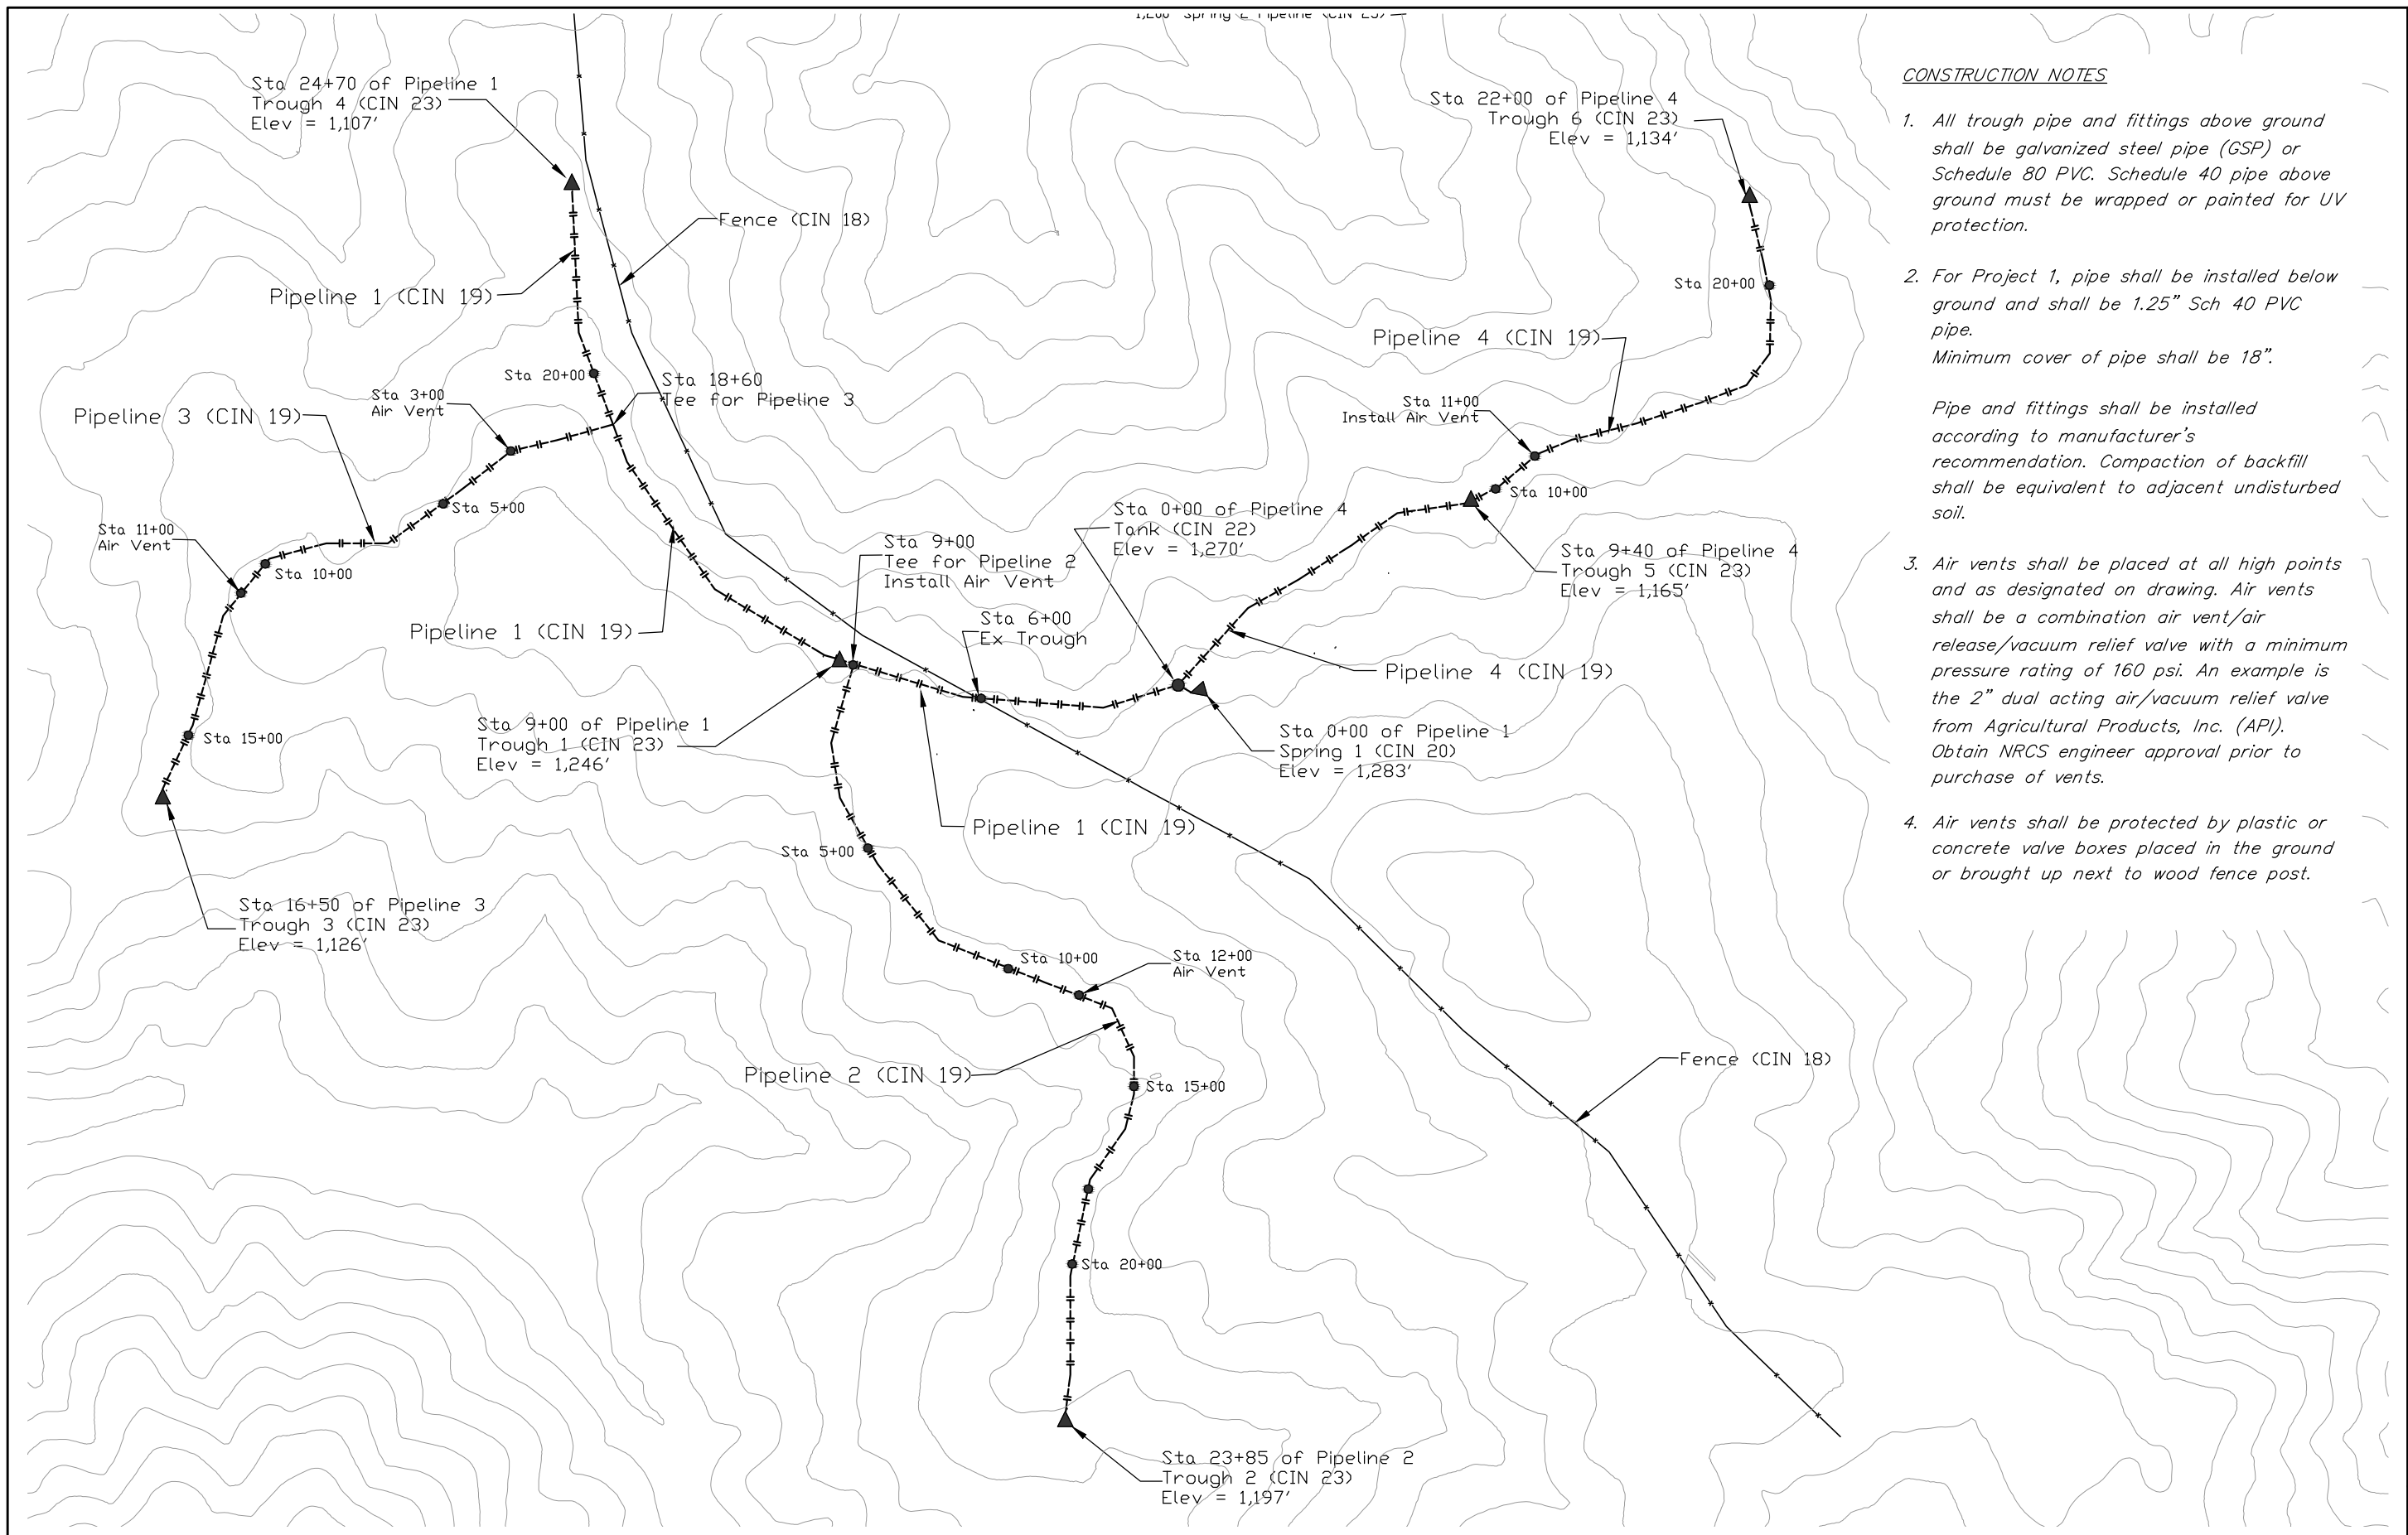 1,200' Spring 2 Pipeline (CIN 23)
Sta 24+70 of Pipeline 1
Trough 4 (CIN 23)
Elev = 1,107'
Sta 22+00 of Pipeline 4
Trough 6 (CIN 23)
Elev = 1,134'
Fence (CIN 18)
Pipeline 1 (CIN 19)
Sta 20+00
Pipeline 4 (CIN 19)
Sta 20+00
Sta 18+60
Tee for Pipeline 3
Sta 3+00
Air Vent
Pipeline 3 (CIN 19)
Sta 11+00
Install Air Vent
Sta 5+00
Sta 10+00
Sta 11+00
Air Vent
Sta 10+00
Sta 0+00 of Pipeline 4
Tank (CIN 22)
Elev = 1,270'
Sta 9+00
Tee for Pipeline 2
Install Air Vent
Sta 9+40 of Pipeline 4
Trough 5 (CIN 23)
Elev = 1,165'
Pipeline 1 (CIN 19)
Sta 6+00
Ex Trough
Pipeline 4 (CIN 19)
Sta 15+00
Sta 9+00 of Pipeline 1
Trough 1 (CIN 23)
Elev = 1,246'
Sta 0+00 of Pipeline 1
Spring 1 (CIN 20)
Elev = 1,283'
Pipeline 1 (CIN 19)
Sta 5+00
Sta 16+50 of Pipeline 3
Trough 3 (CIN 23)
Elev = 1,126'
Sta 10+00
Sta 12+00
Air Vent
Pipeline 2 (CIN 19)
Sta 15+00
Fence (CIN 18)
Sta 20+00
Sta 23+85 of Pipeline 2
Trough 2 (CIN 23)
Elev = 1,197'
CONSTRUCTION NOTES
1. All trough pipe and fittings above ground
shall be galvanized steel pipe (GSP) or
Schedule 80 PVC. Schedule 40 pipe above
ground must be wrapped or painted for UV
protection.
2. For Project 1, pipe shall be installed below
ground and shall be 1.25" Sch 40 PVC
pipe.
Minimum cover of pipe shall be 18".
Pipe and fittings shall be installed
according to manufacturer's
recommendation. Compaction of backfill
shall be equivalent to adjacent undisturbed
soil.
3. Air vents shall be placed at all high points
and as designated on drawing. Air vents
shall be a combination air vent/air
release/vacuum relief valve with a minimum
pressure rating of 160 psi. An example is
the 2" dual acting air/vacuum relief valve
from Agricultural Products, Inc. (API).
Obtain NRCS engineer approval prior to
purchase of vents.
4. Air vents shall be protected by plastic or
concrete valve boxes placed in the ground
or brought up next to wood fence post.